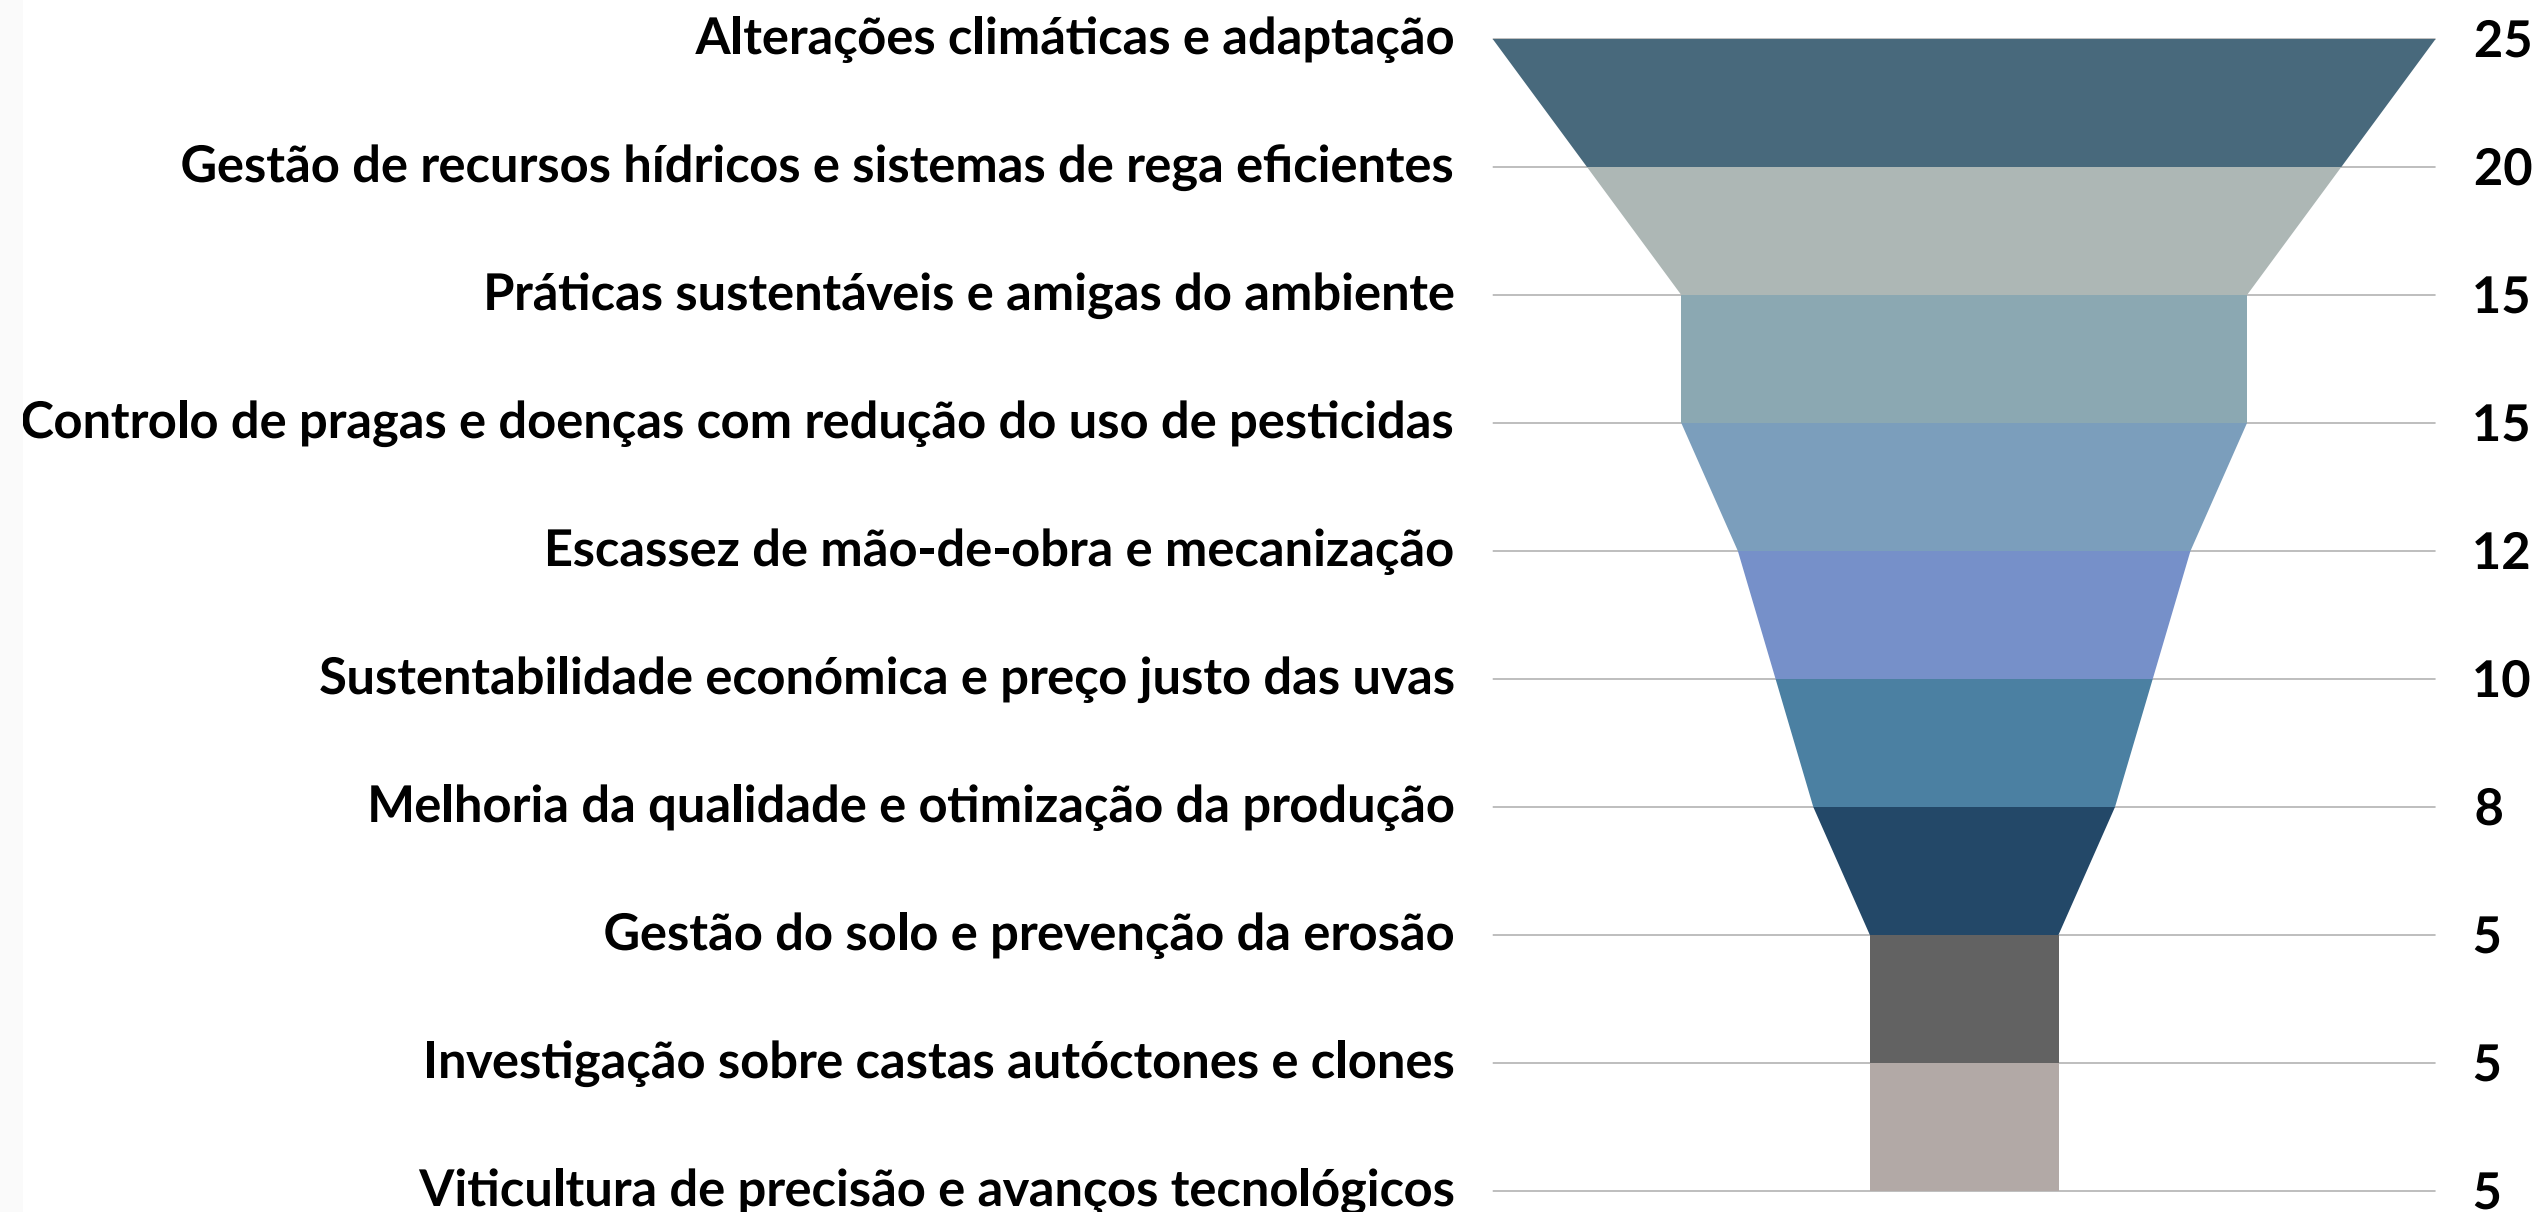 Alterações climáticas e adaptação 25
Gestão de recursos hídricos e sistemas de rega eficientes 20
Práticas sustentáveis e amigas do ambiente 15
Controlo de pragas e doenças com redução do uso de pesticidas 15
Escassez de mão-de-obra e mecanização 12
Sustentabilidade económica e preço justo das uvas 10
Melhoria da qualidade e otimização da produção 8
Gestão do solo e prevenção da erosão 5
Investigação sobre castas autóctones e clones 5
Viticultura de precisão e avanços tecnológicos 5